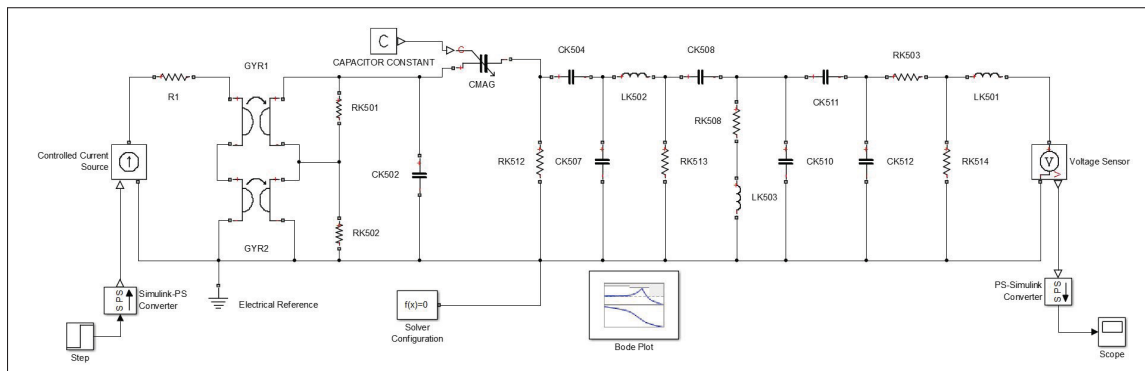 C
C
CAPACITOR CONSTANT
CMAG
GYR1
R1
RK501
CK502
RK502
GYR2
Controlled Current
Source
CK504
LK502
CK508
CK511
RK503
LK501
RK508
RK512
CK507
RK513
LK503
CK510
CK512
RK514
V
V
Voltage Sensor
S PS
Simulink-PS
Converter
Step
Electrical Reference
f(x)=0
Solver
Configuration
Bode Plot
PS-Simulink
Converter
S PS
Scope